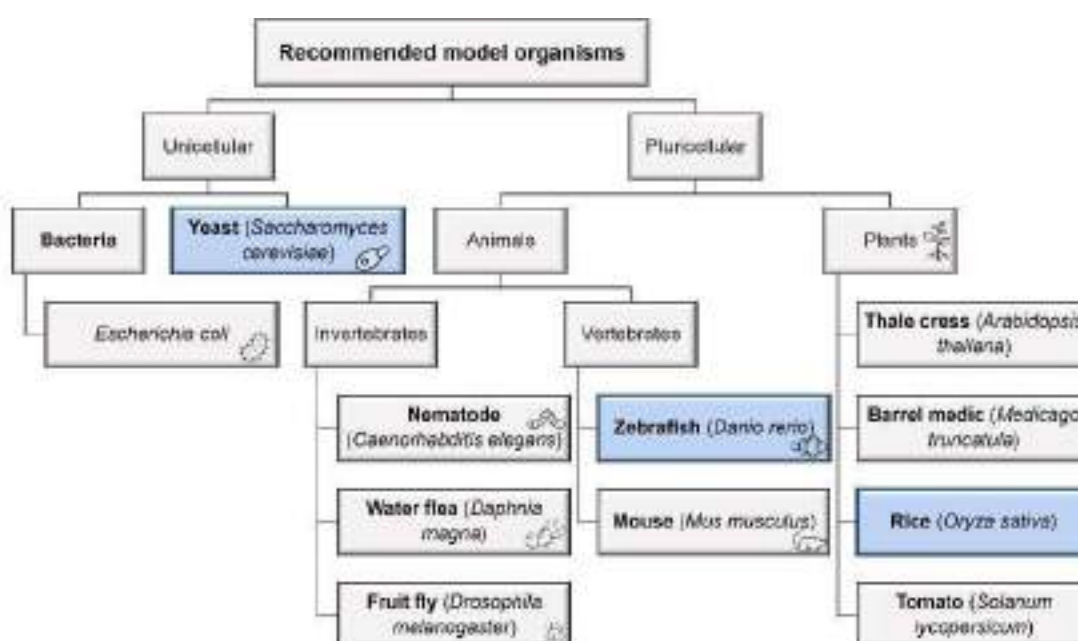 Recommended model organisms
Unicellular
Pluricellular
Bacteria
Yeast (Saccharomyces
cerevisiae)
Animals
Plants
Escherichia coli
Invertebrates
Vertebrates
Thale cress (Arabidopsis
thaliana)
Nematode
(Caenorhabditis elegans)
Zebrafish (Danio rerio)
Barrel medic (Medicago
truncatula)
Water flea (Daphnia
magna)
Mouse (Mus musculus)
Rice (Oryza sativa)
Fruit fly (Drosophila
melanogaster)
Tomato (Solanum
lycopersicum)